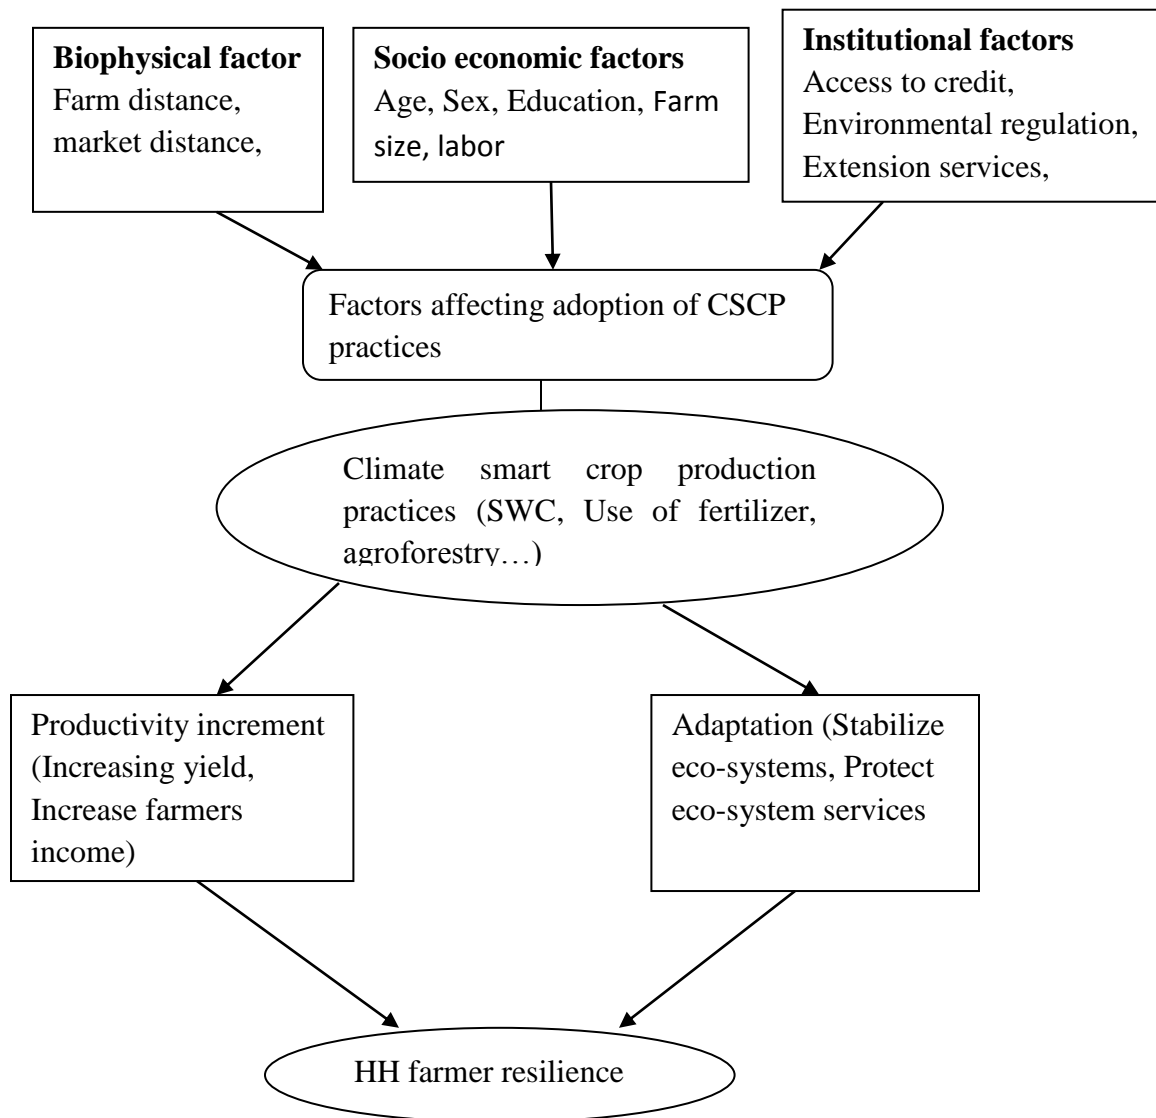 Biophysical factor
Farm distance,
market distance,
Socio economic factors
Age, Sex, Education, Farm
size, labor
Institutional factors
Access to credit,
Environmental regulation,
Extension services,
Factors affecting adoption of CSCP
practices
Climate smart crop production
practices (SWC, Use of fertilizer,
agroforestry…)
Productivity increment
(Increasing yield,
Increase farmers
income)
Adaptation (Stabilize
eco-systems, Protect
eco-system services
HH farmer resilience